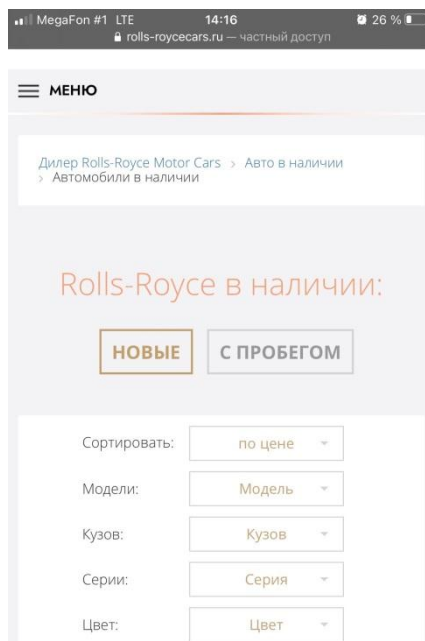 MegaFon #1 LTE 14:16 26 %
rolls-roycecars.ru — частный доступ
МЕНЮ
Дилер Rolls-Royce Motor Cars > Авто в наличии
> Автомобили в наличии
Rolls-Royce в наличии:
НОВЫЕ С ПРОБЕГОМ
Сортировать: по цене
Модели: Модель
Кузов: Кузов
Серии: Серия
Цвет: Цвет